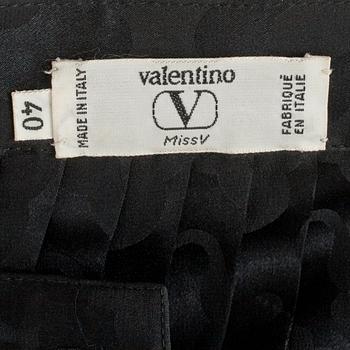 40
MADE IN ITALY
valentino
V
MissV
FABRIQUÉ
EN ITALIE